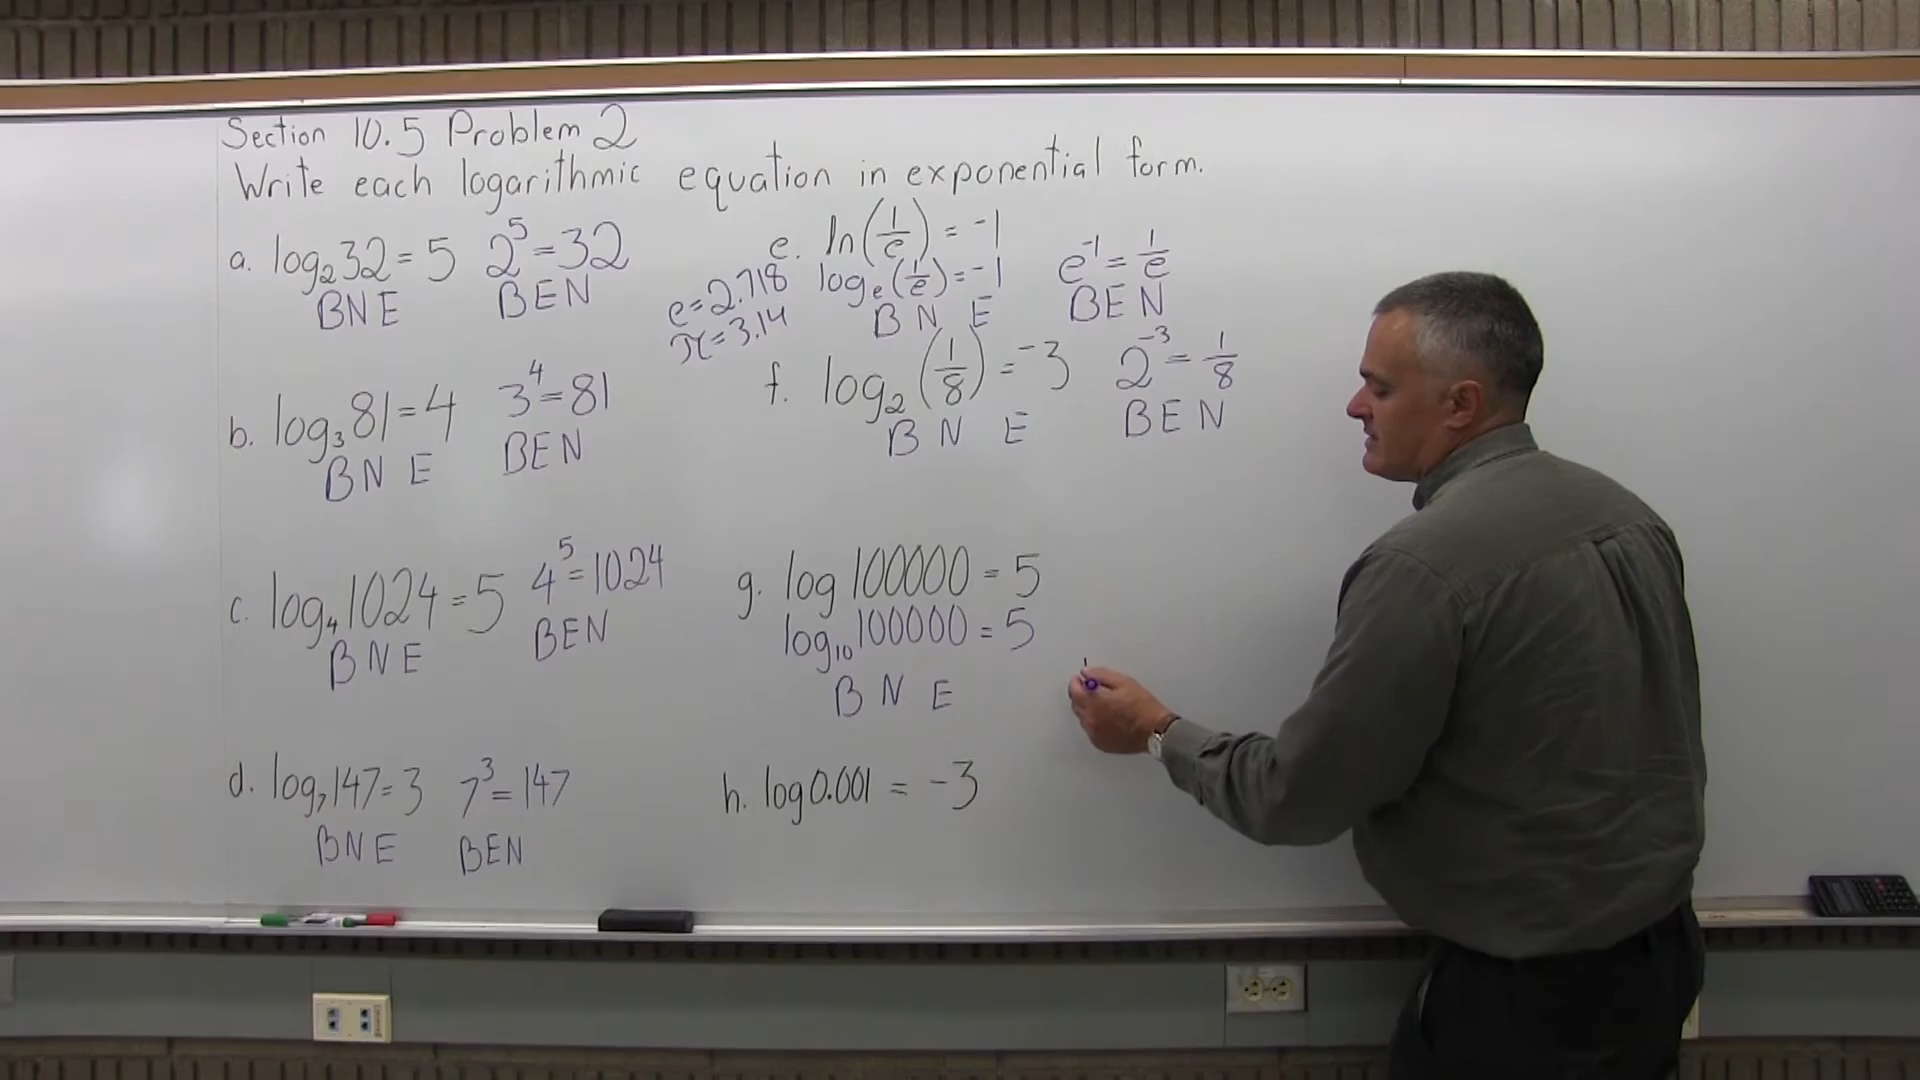 Section 10.5 Problem 2
Write each logarithmic equation in exponential form.
a. log₂32 = 5 2⁵ = 32
BNE BEN
b. log₃81 = 4 3⁴ = 81
BNE BEN
c. log₄1024 = 5 4⁵ = 1024
BNE BEN
d. log₇147 = 3 7³ = 147
BNE BEN
e. ln(1/e) = -1
e = 2.718 logₑ(1/e) = -1 e⁻¹ = 1/e
π = 3.14 BNE BEN
f. log₂(1/8) = -3 2⁻³ = 1/8
BNE BEN
g. log 100000 = 5
log₁₀100000 = 5
BNE
h. log 0.001 = -3